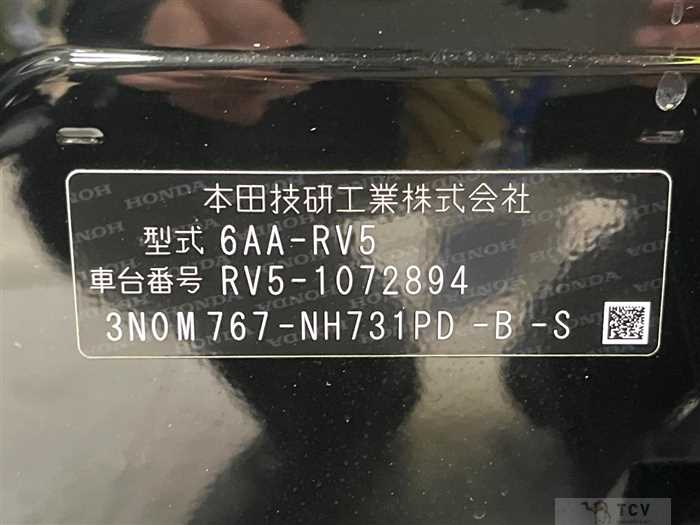 本田技研工業株式会社
型式 6AA-RV5
車台番号 RV5-1072894
3N0M 767-NH731PD -B -S
TCV